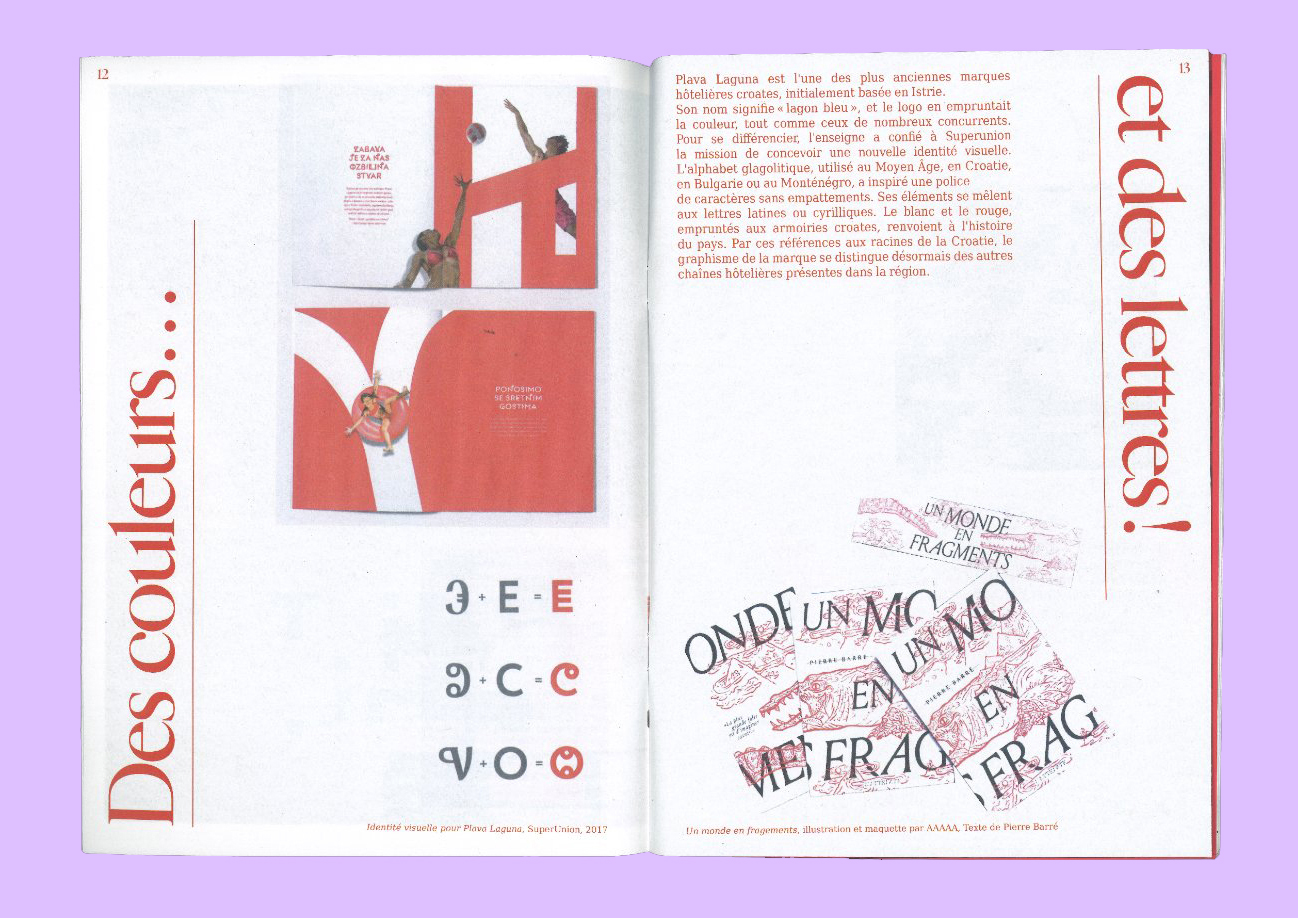 12
Des couleurs...
ZABAVA
JE ZA NAS
OZBILJNA
STVAR
PONOSIMO
SE SRETNIM
GOSTIMA
Ⰵ + E = E
+ C = C
+ O = O
Identité visuelle pour Plava Laguna, SuperUnion, 2017
13
et des lettres!
Plava Laguna est l'une des plus anciennes marques
hôtelières croates, initialement basée en Istrie.
Son nom signifie « lagon bleu », et le logo en empruntait
la couleur, tout comme ceux de nombreux concurrents.
Pour se différencier, l'enseigne a confié à Superunion
la mission de concevoir une nouvelle identité visuelle.
L'alphabet glagolitique, utilisé au Moyen Âge, en Croatie,
en Bulgarie ou au Monténégro, a inspiré une police
de caractères sans empattements. Ses éléments se mêlent
aux lettres latines ou cyrilliques. Le blanc et le rouge,
empruntés aux armoiries croates, renvoient à l'histoire
du pays. Par ces références aux racines de la Croatie, le
graphisme de la marque se distingue désormais des autres
chaînes hôtelières présentes dans la région.
UN MONDE
EN
FRAGMENTS
ONDE
MEN
UN MO
PIERRE BARRÉ
EN
FRAG
UN MO
PIERRE BARRÉ
EN
FRAG
Un monde en fragements, illustration et maquette par AAAAA, Texte de Pierre Barré